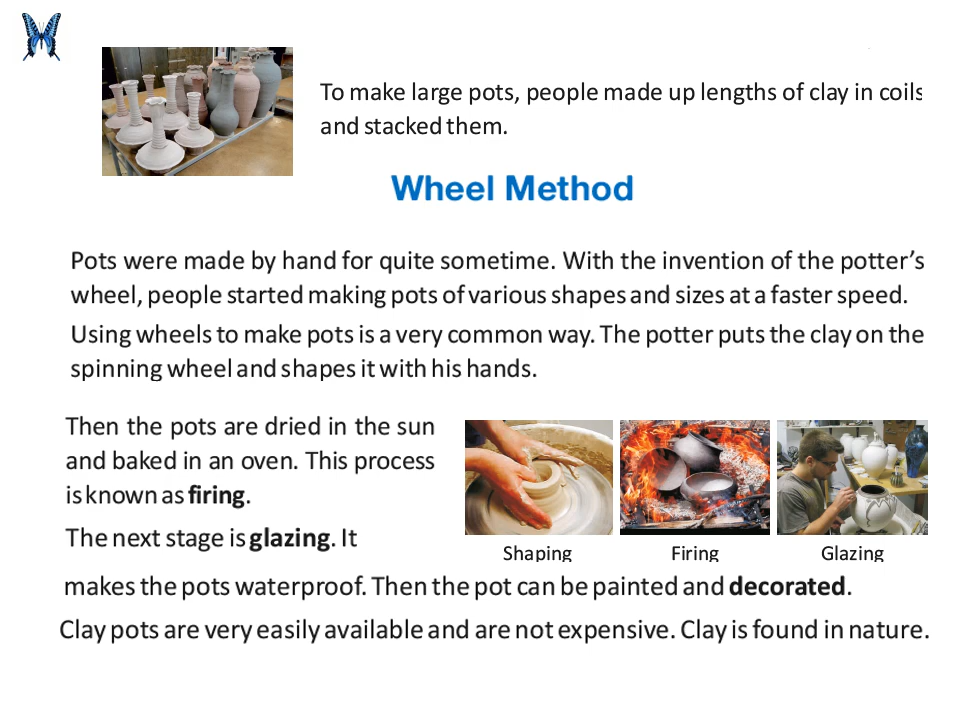 To make large pots, people made up lengths of clay in coils
and stacked them.
Wheel Method
Pots were made by hand for quite sometime. With the invention of the potter’s
wheel, people started making pots of various shapes and sizes at a faster speed.
Using wheels to make pots is a very common way. The potter puts the clay on the
spinning wheel and shapes it with his hands.
Then the pots are dried in the sun
and baked in an oven. This process
is known as firing.
The next stage is glazing. It
Shaping Firing Glazing
makes the pots waterproof. Then the pot can be painted and decorated.
Clay pots are very easily available and are not expensive. Clay is found in nature.